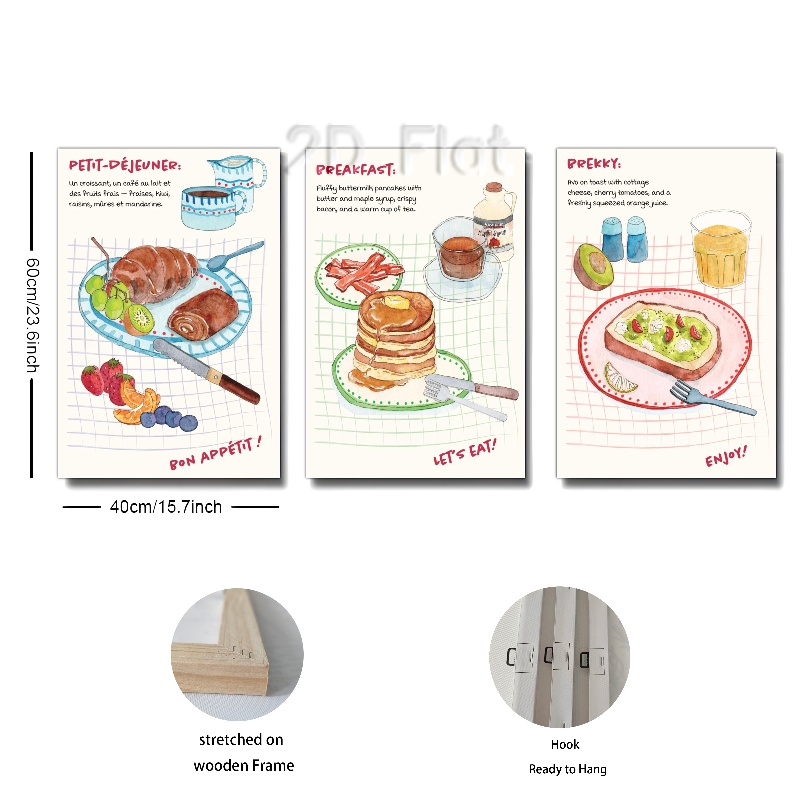 2D Flat
PETIT-DÉJEUNER:
Un croissant, un café au lait et
des fruits frais — fraises, kiwi,
raisins, mûres et mandarine.
BON APPÉTIT !
BREAKFAST:
Fluffy buttermilk pancakes with
butter and maple syrup, crispy
bacon, and a warm cup of tea.
LET'S EAT!
BREKKY:
Avo on toast with cottage
cheese, cherry tomatoes, and a
freshly squeezed orange juice.
ENJOY!
60cm/23.6inch
40cm/15.7inch
stretched on
wooden Frame
Hook
Ready to Hang